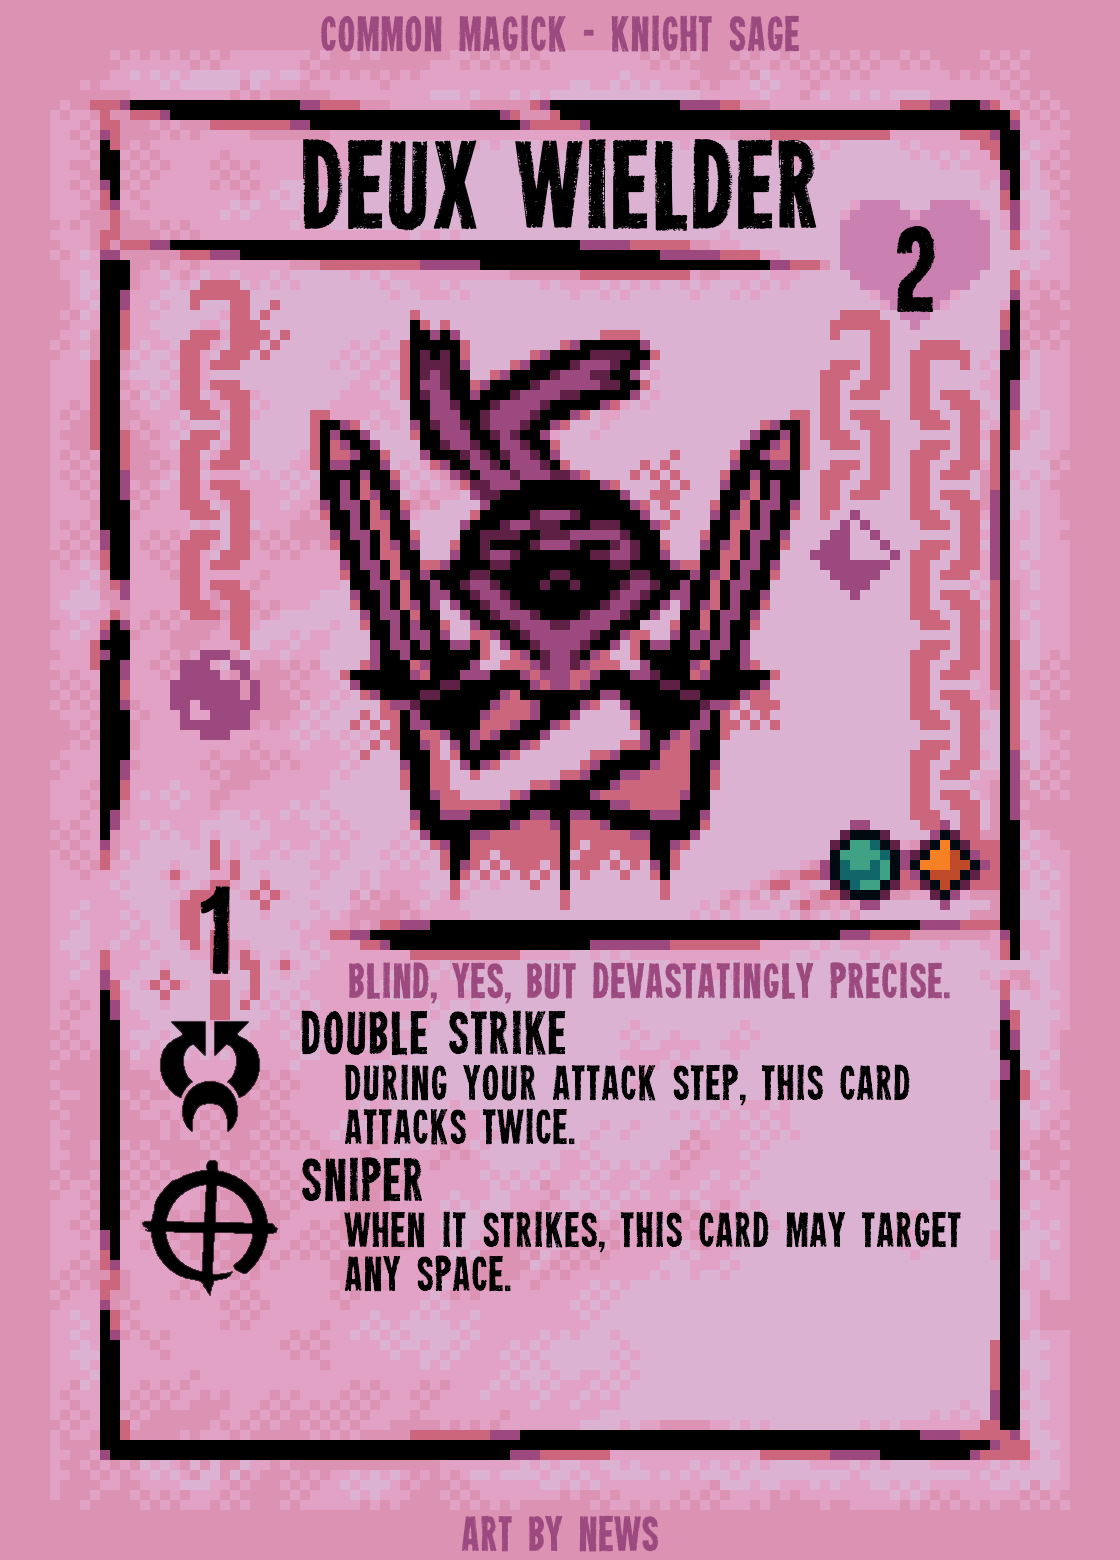 COMMON MAGICK - KNIGHT SAGE
DEUX WIELDER
2
1
BLIND, YES, BUT DEVASTATINGLY PRECISE.
DOUBLE STRIKE
DURING YOUR ATTACK STEP, THIS CARD
ATTACKS TWICE.
SNIPER
WHEN IT STRIKES, THIS CARD MAY TARGET
ANY SPACE.
ART BY NEWS